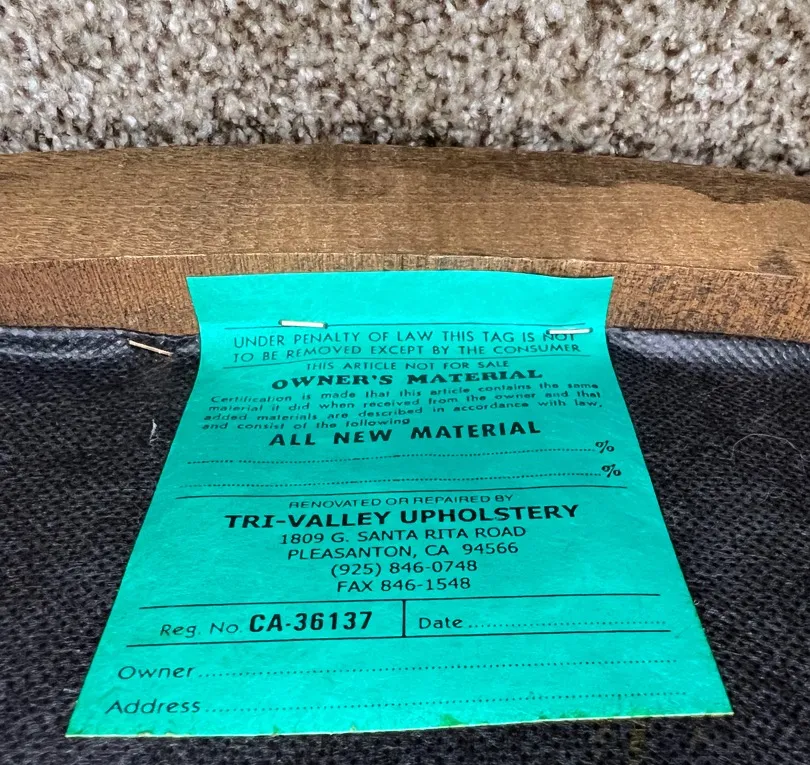 UNDER PENALTY OF LAW THIS TAG IS NOT
TO BE REMOVED EXCEPT BY THE CONSUMER
THIS ARTICLE NOT FOR SALE
OWNER'S MATERIAL
Certification is made that this article contains the same
material it did when received from the owner and that
added materials are described in accordance with law,
and consist of the following
ALL NEW MATERIAL
%
%
RENOVATED OR REPAIRED BY
TRI-VALLEY UPHOLSTERY
1809 G. SANTA RITA ROAD
PLEASANTON, CA 94566
(925) 846-0748
FAX 846-1548
Reg. No. CA-36137 Date
Owner
Address